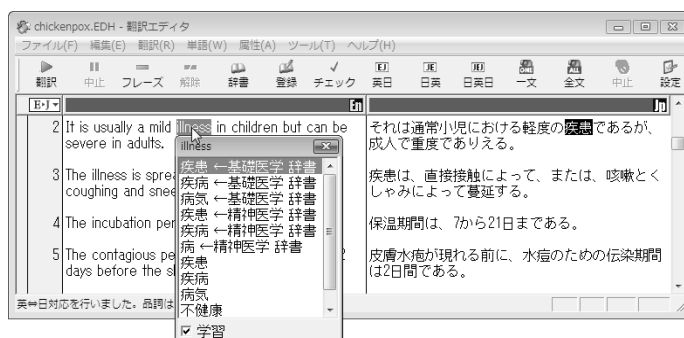 chickenpox.EDH - 翻訳エディタ
ファイル(F) 編集(E) 翻訳(R) 単語(W) 属性(A) ツール(T) ヘルプ(H)
翻訳 中止 フレーズ 解除 辞書 登録 チェック 英日 日英 英日英 一文 全文 中止 設定
E›J
2 It is usually a mild illness in children but can be
severe in adults.
それは通常小児における軽度の疾患であるが、
成人で重度でありえる。
3 The illness is sprea
coughing and snee
疾患は、直接接触によって、または、咳嗽とく
しゃみによって蔓延する。
4 The incubation per
保温期間は、7から21日まである。
5 The contagious pe 2
days before the sk
皮膚水疱が現れる前に、水痘のための伝染期間
は2日間である。
illness
疾患 ←基礎医学 辞書
疾病 ←基礎医学 辞書
病気 ←基礎医学 辞書
疾患 ←精神医学 辞書
疾病 ←精神医学 辞書
病 ←精神医学 辞書
疾患
疾病
病気
不健康
学習
英⇔日対応を行いました。品詞は